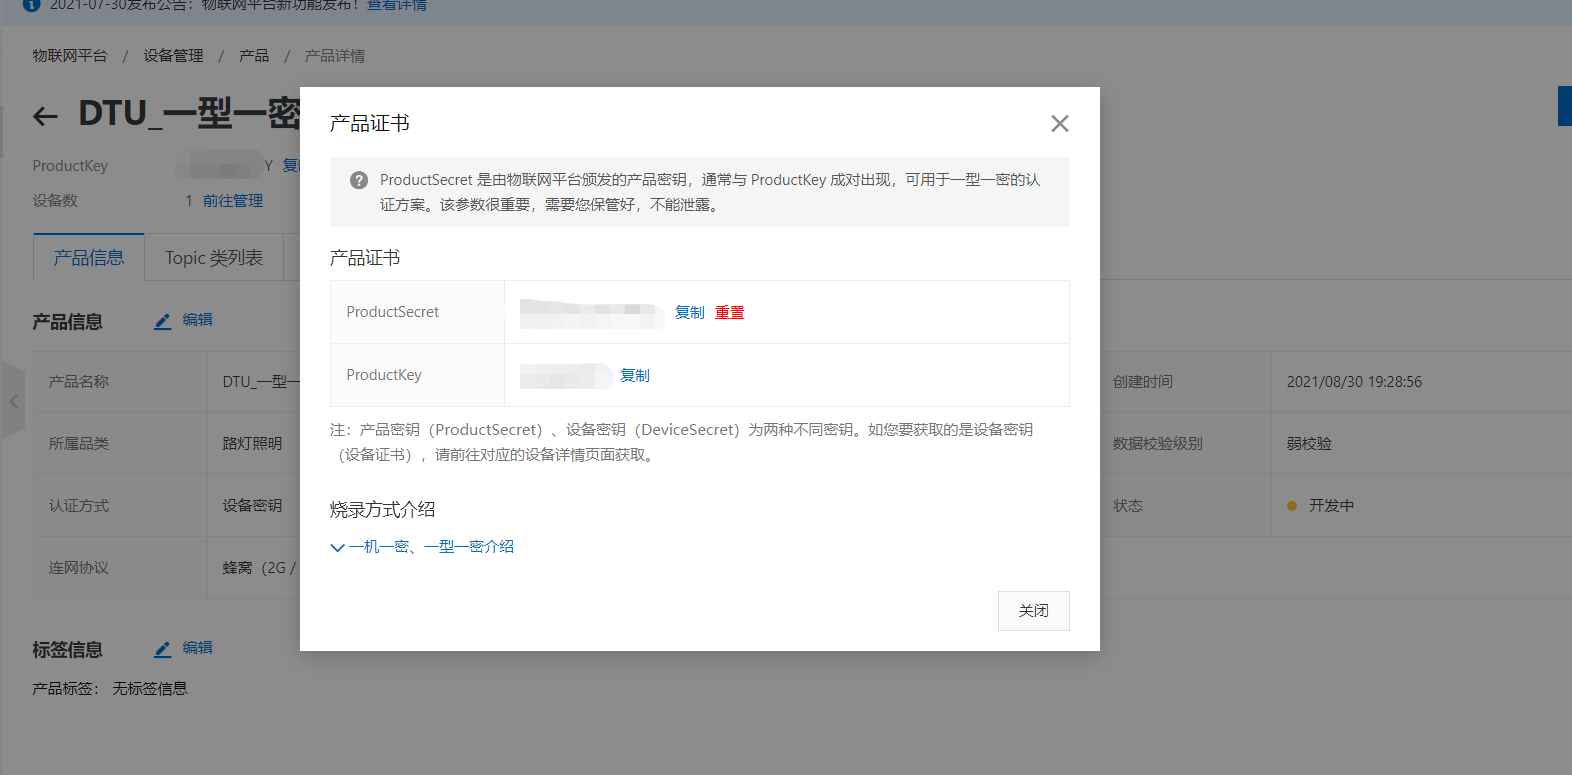 2021-07-30发布公告：物联网平台新功能发布！ 查看详情
物联网平台 / 设备管理 / 产品 / 产品详情
DTU_一型一密
ProductKey Y 复制
设备数 1 前往管理
产品信息 Topic 类列表
产品信息 编辑
产品名称 DTU_一型一
所属品类 路灯照明
认证方式 设备密钥
连网协议 蜂窝（2G /
创建时间 2021/08/30 19:28:56
数据校验级别 弱校验
状态 开发中
标签信息 编辑
产品标签： 无标签信息
产品证书
ProductSecret 是由物联网平台颁发的产品密钥，通常与 ProductKey 成对出现，可用于一型一密的认
证方案。该参数很重要，需要您保管好，不能泄露。
产品证书
ProductSecret 复制 重置
ProductKey 复制
注：产品密钥（ProductSecret）、设备密钥（DeviceSecret）为两种不同密钥。如您要获取的是设备密钥
（设备证书），请前往对应的设备详情页面获取。
烧录方式介绍
一机一密、一型一密介绍
关闭